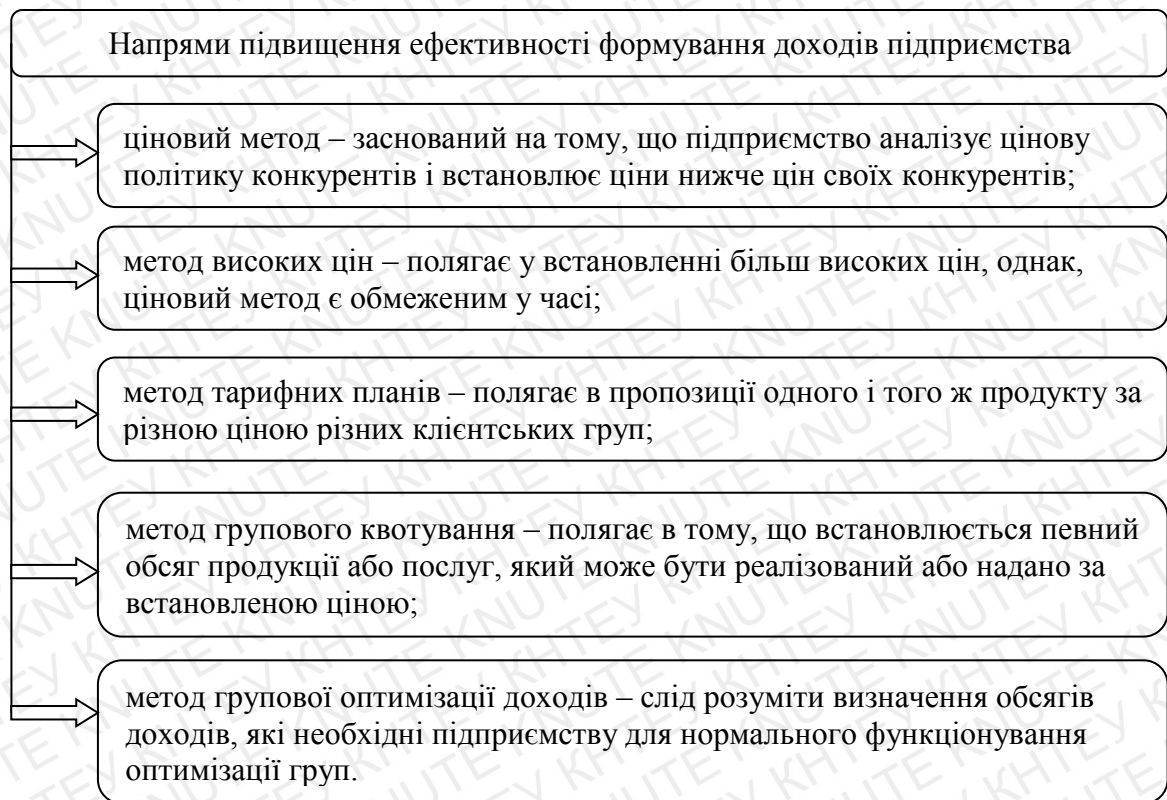 Напрями підвищення ефективності формування доходів підприємства
ціновий метод – заснований на тому, що підприємство аналізує цінову
політику конкурентів і встановлює ціни нижче цін своїх конкурентів;
метод високих цін – полягає у встановленні більш високих цін, однак,
ціновий метод є обмеженим у часі;
метод тарифних планів – полягає в пропозиції одного і того ж продукту за
різною ціною різних клієнтських груп;
метод групового квотування – полягає в тому, що встановлюється певний
обсяг продукції або послуг, який може бути реалізований або надано за
встановленою ціною;
метод групової оптимізації доходів – слід розуміти визначення обсягів
доходів, які необхідні підприємству для нормального функціонування
оптимізації груп.